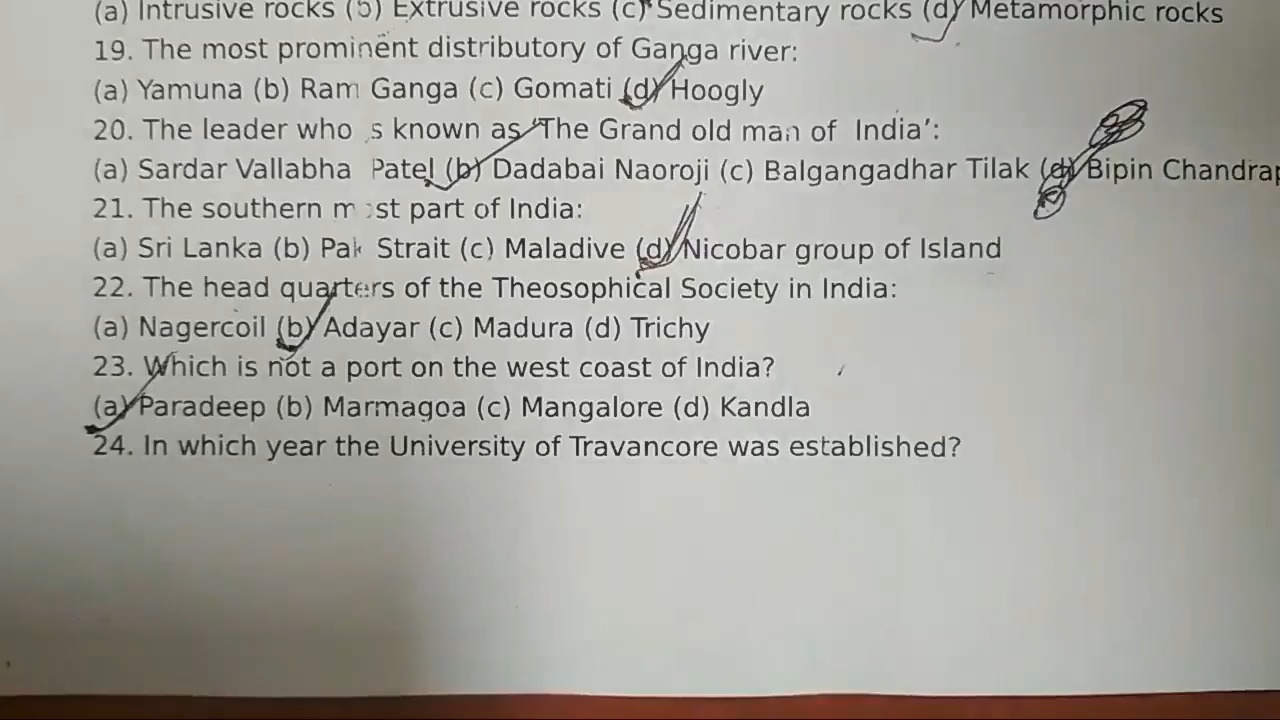 (a) Intrusive rocks (b) Extrusive rocks (c) Sedimentary rocks (d) Metamorphic rocks
19. The most prominent distributory of Ganga river:
(a) Yamuna (b) Ram Ganga (c) Gomati (d) Hoogly
20. The leader who s known as 'The Grand old man of India':
(a) Sardar Vallabha Patel (b) Dadabai Naoroji (c) Balgangadhar Tilak (d) Bipin Chandrap
21. The southern m st part of India:
(a) Sri Lanka (b) Pak Strait (c) Maladive (d) Nicobar group of Island
22. The head quarters of the Theosophical Society in India:
(a) Nagercoil (b) Adayar (c) Madura (d) Trichy
23. Which is not a port on the west coast of India?
(a) Paradeep (b) Marmagoa (c) Mangalore (d) Kandla
24. In which year the University of Travancore was established?